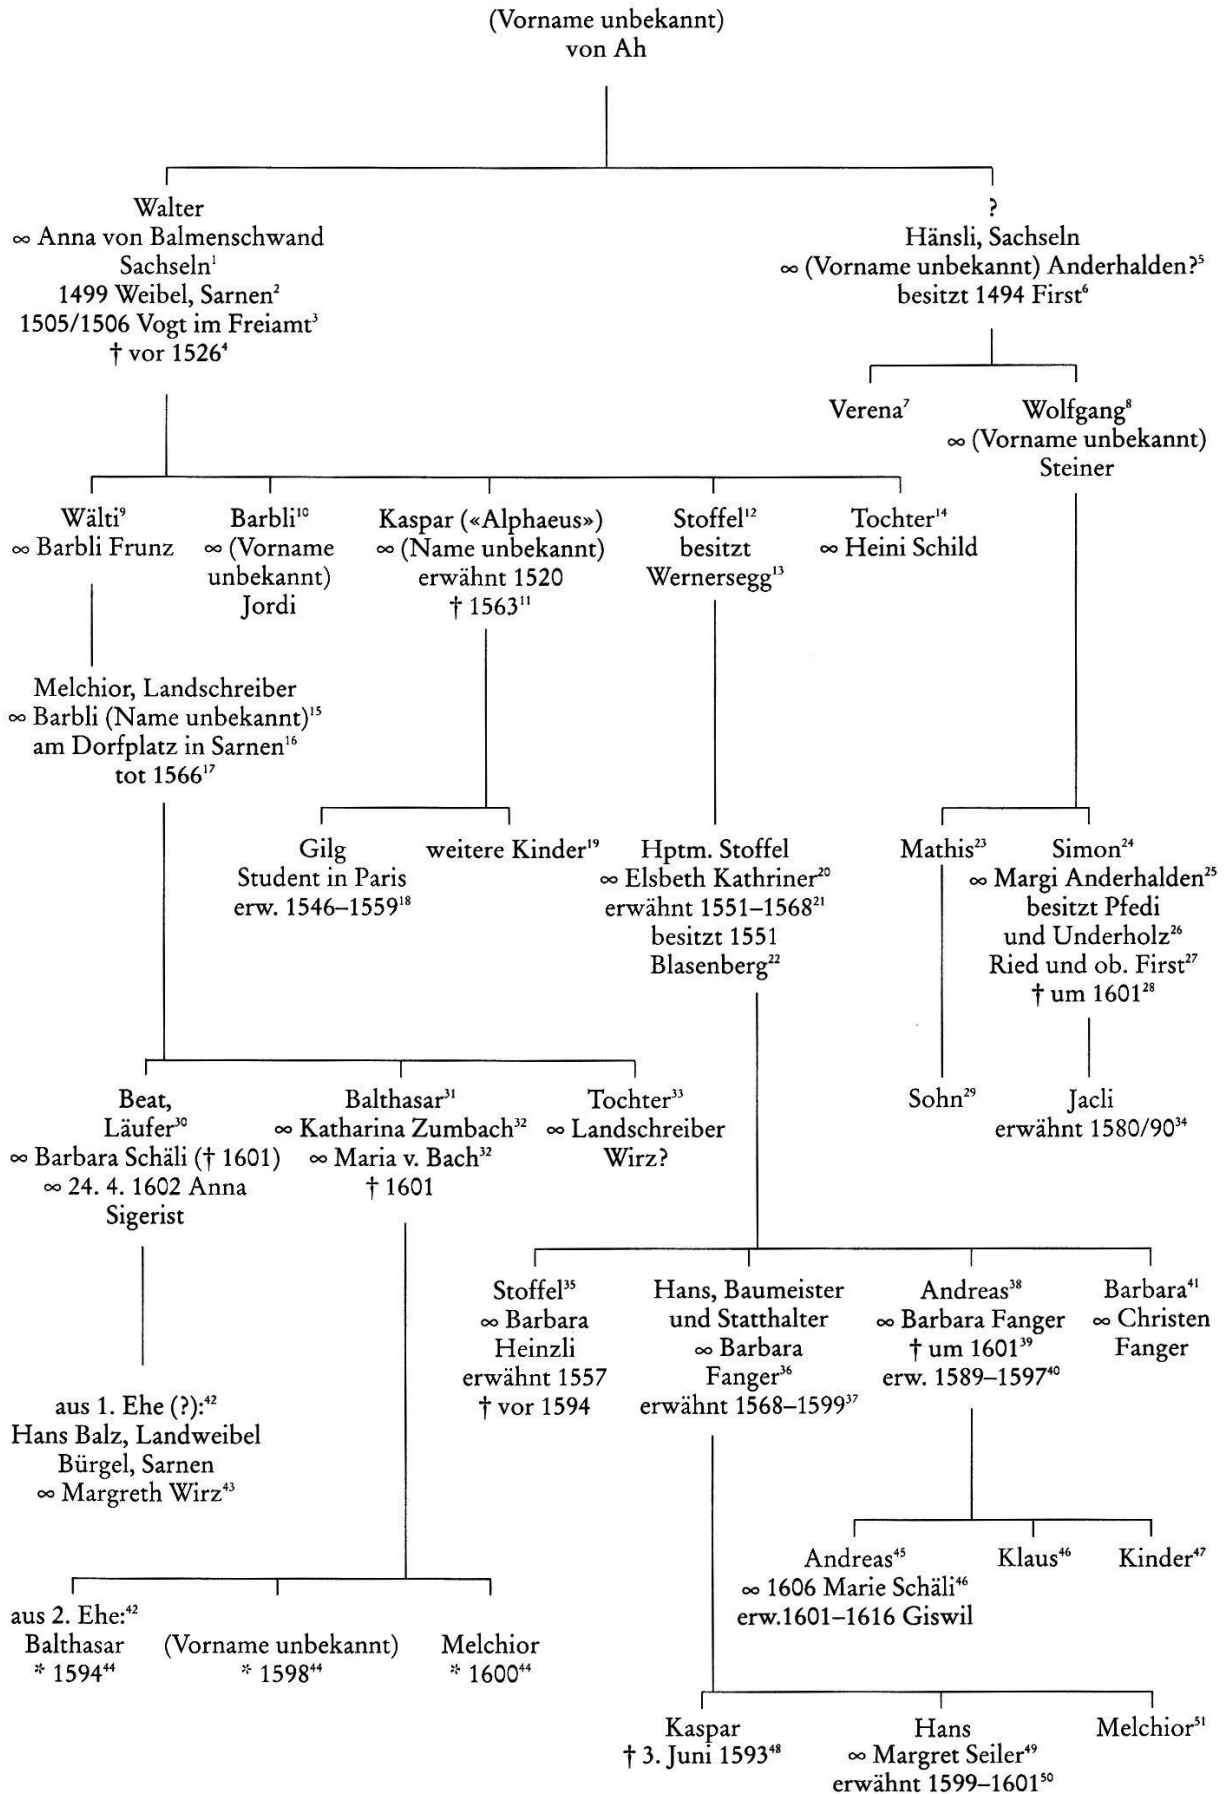 (Vorname unbekannt)
von Ah
Walter
∞ Anna von Balmenschwand
Sachseln¹
1499 Weibel, Sarnen²
1505/1506 Vogt im Freiamt³
† vor 1526⁴
?
Hänsli, Sachseln
∞ (Vorname unbekannt) Anderhalden?⁵
besitzt 1494 First⁶
Verena⁷
Wolfgang⁸
∞ (Vorname unbekannt)
Steiner
Wälti⁹
∞ Barbli Frunz
Barbli¹⁰
∞ (Vorname
unbekannt)
Jordi
Kaspar («Alphaeus»)
∞ (Name unbekannt)
erwähnt 1520
† 1563¹¹
Stoffel¹²
besitzt
Wernersegg¹³
Tochter¹⁴
∞ Heini Schild
Melchior, Landschreiber
∞ Barbli (Name unbekannt)¹⁵
am Dorfplatz in Sarnen¹⁶
tot 1566¹⁷
Gilg
Student in Paris
erw. 1546–1559¹⁸
weitere Kinder¹⁹
Hptm. Stoffel
∞ Elsbeth Kathriner²⁰
erwähnt 1551–1568²¹
besitzt 1551
Blasenberg²²
Mathis²³
Simon²⁴
∞ Margi Anderhalden²⁵
besitzt Pfedi
und Underholz²⁶
Ried und ob. First²⁷
† um 1601²⁸
Beat,
Läufer³⁰
∞ Barbara Schäli († 1601)
∞ 24. 4. 1602 Anna
Sigerist
Balthasar³¹
∞ Katharina Zumbach³²
∞ Maria v. Bach³²
† 1601
Tochter³³
∞ Landschreiber
Wirz?
Sohn²⁹
Jacli
erwähnt 1580/90³⁴
Stoffel³⁵
∞ Barbara
Heinzli
erwähnt 1557
† vor 1594
Hans, Baumeister
und Statthalter
∞ Barbara
Fanger³⁶
erwähnt 1568–1599³⁷
Andreas³⁸
∞ Barbara Fanger
† um 1601³⁹
erw. 1589–1597⁴⁰
Barbara⁴¹
∞ Christen
Fanger
aus 1. Ehe (?):⁴²
Hans Balz, Landweibel
Bürgel, Sarnen
∞ Margreth Wirz⁴³
Andreas⁴⁵
∞ 1606 Marie Schäli⁴⁶
erw.1601–1616 Giswil
Klaus⁴⁶
Kinder⁴⁷
aus 2. Ehe:⁴²
Balthasar
* 1594⁴⁴
(Vorname unbekannt)
* 1598⁴⁴
Melchior
* 1600⁴⁴
Kaspar
† 3. Juni 1593⁴⁸
Hans
∞ Margret Seiler⁴⁹
erwähnt 1599–1601⁵⁰
Melchior⁵¹